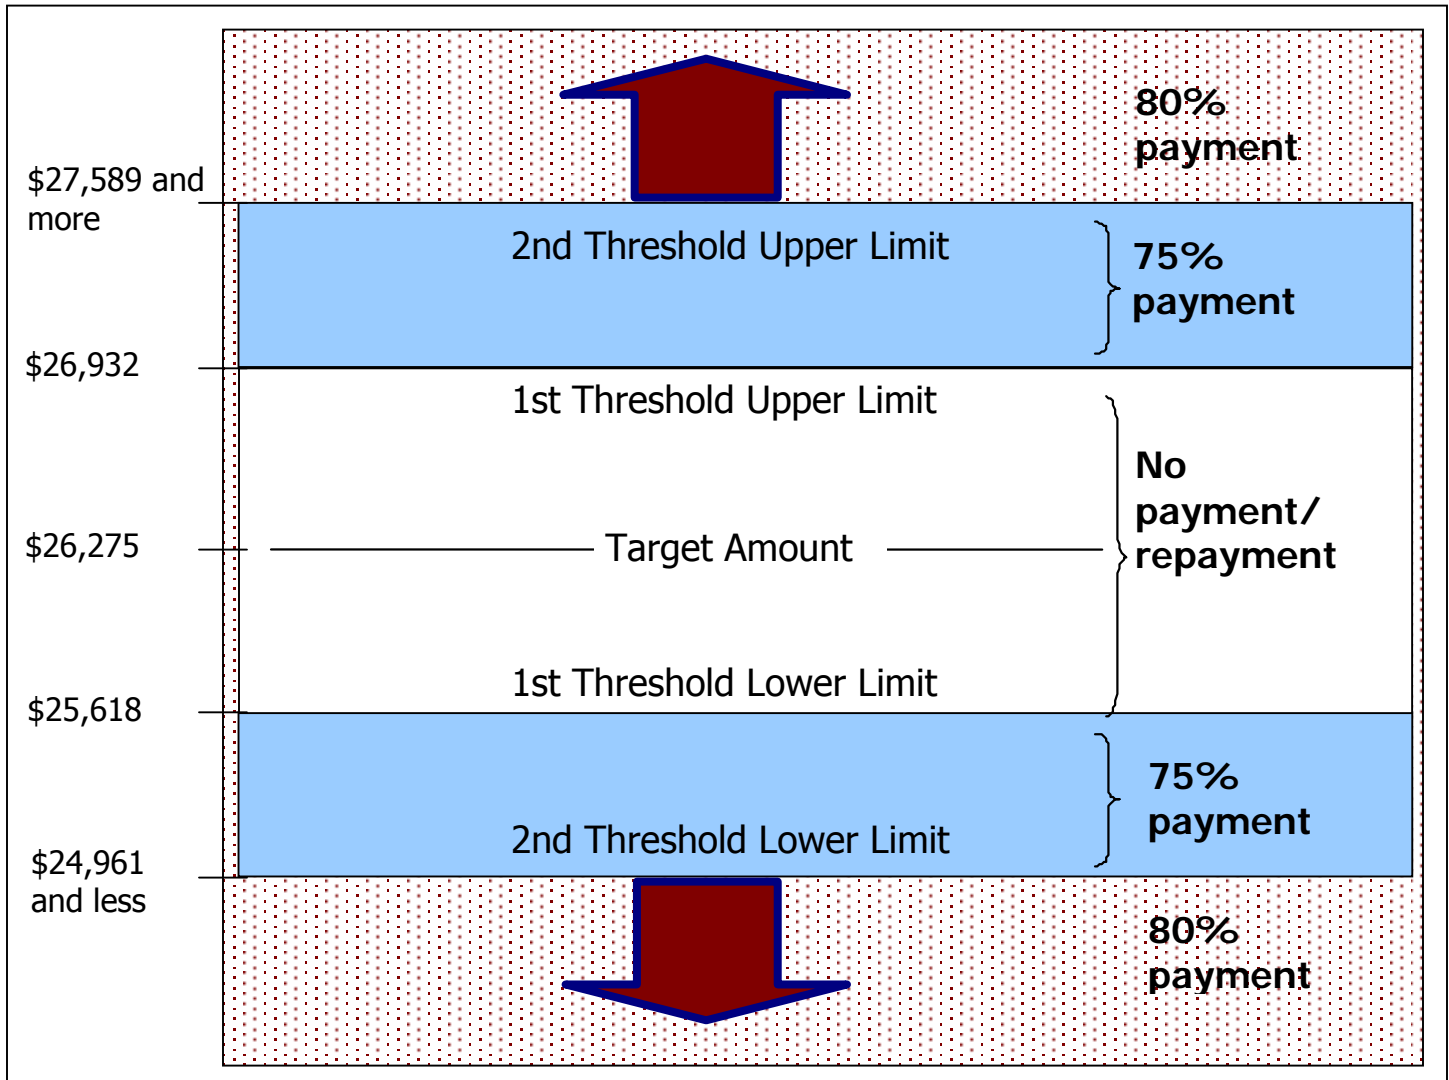 80%
payment
$27,589 and
more
2nd Threshold Upper Limit
75%
payment
$26,932
1st Threshold Upper Limit
No
payment/
repayment
$26,275
Target Amount
1st Threshold Lower Limit
$25,618
75%
payment
2nd Threshold Lower Limit
$24,961
and less
80%
payment